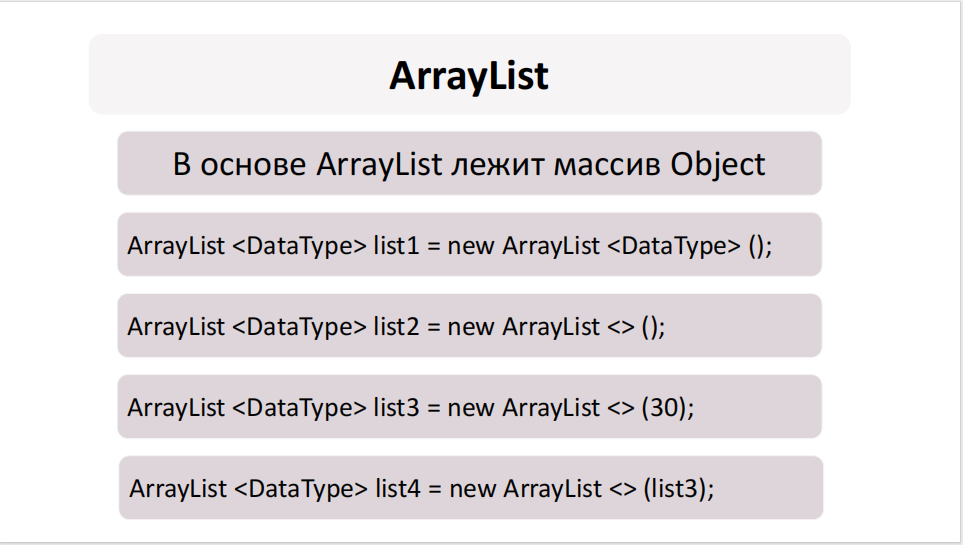 ArrayList
В основе ArrayList лежит массив Object
ArrayList <DataType> list1 = new ArrayList <DataType> ();
ArrayList <DataType> list2 = new ArrayList <> ();
ArrayList <DataType> list3 = new ArrayList <> (30);
ArrayList <DataType> list4 = new ArrayList <> (list3);